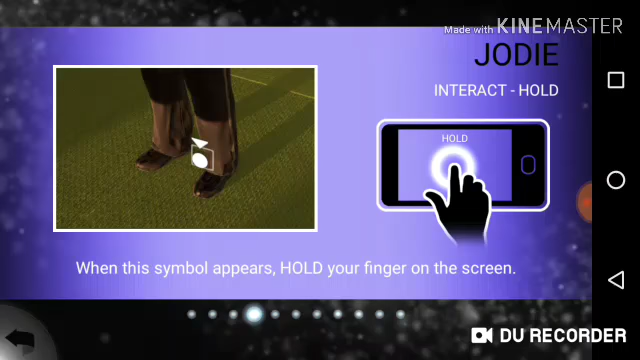 Made with KINEMASTER
JODIE
INTERACT - HOLD
HOLD
When this symbol appears, HOLD your finger on the screen.
DU RECORDER